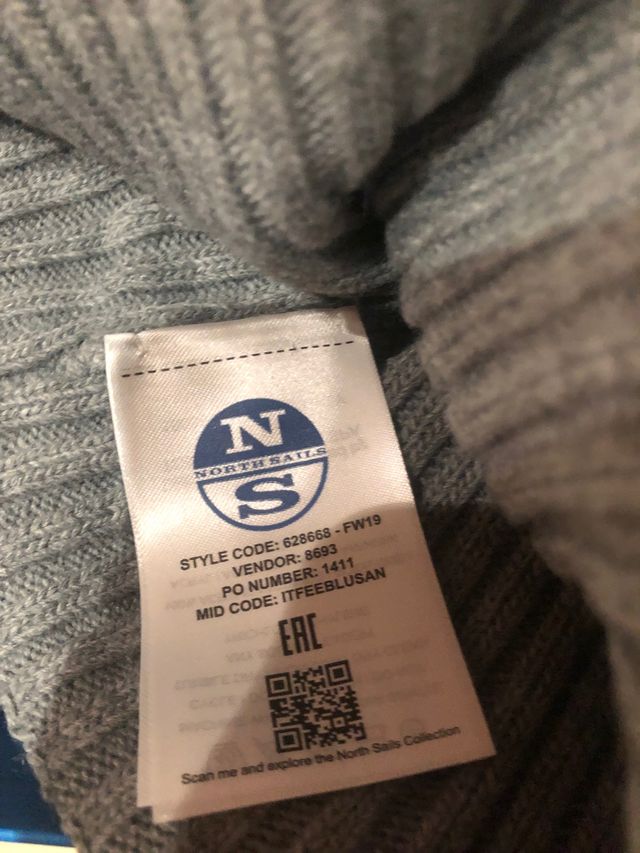 N
NORTH SAILS
S
STYLE CODE: 628668 - FW19
VENDOR: 8693
PO NUMBER: 1411
MID CODE: ITFEEBLUSAN
EAC
Scan me and explore the North Sails Collection